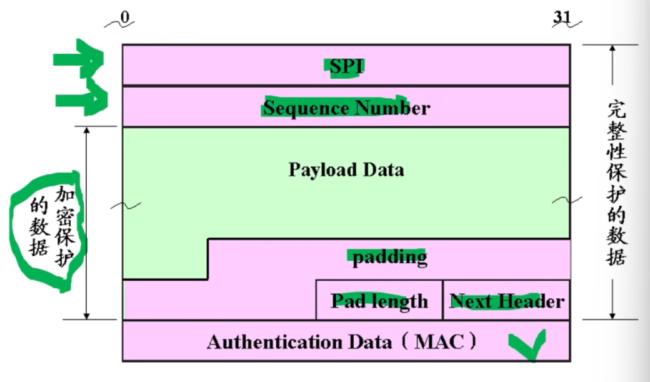 0
31
SPI
Sequence Number
Payload Data
padding
Pad length
Next Header
Authentication Data（MAC）
加密保护
的数据
完整性保护的数据